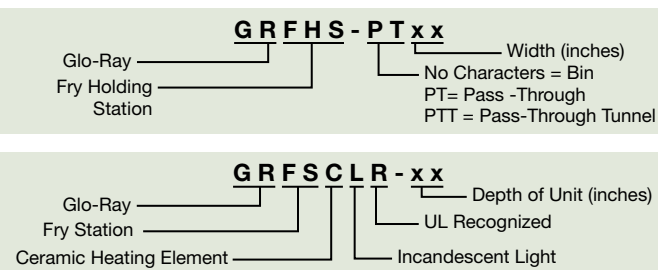 GRFHS-PTxx
Glo-Ray
Width (inches)
Fry Holding
Station
No Characters = Bin
PT= Pass -Through
PTT = Pass-Through Tunnel
GRFSCLR-xx
Glo-Ray
Depth of Unit (inches)
Fry Station
UL Recognized
Ceramic Heating Element
Incandescent Light